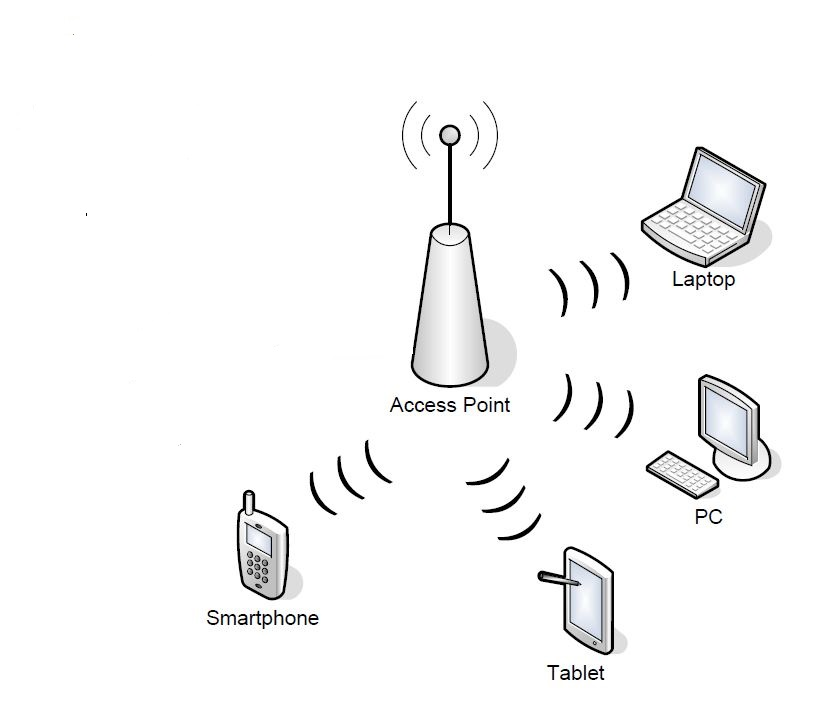 Laptop
Access Point
PC
Smartphone
Tablet